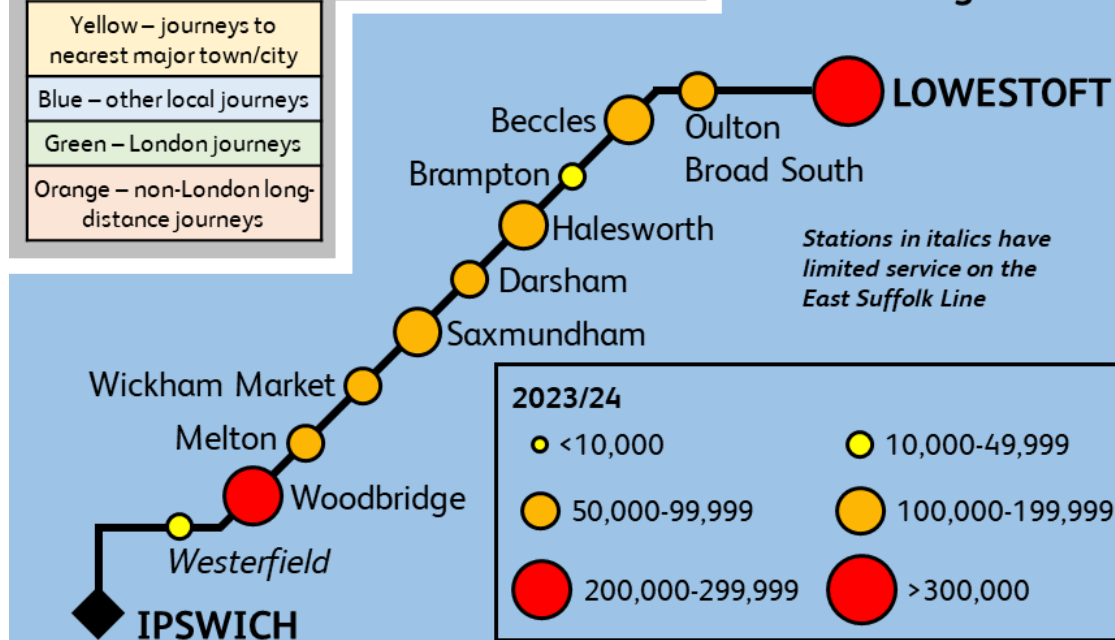 Yellow – journeys to
nearest major town/city
Blue – other local journeys
Green – London journeys
Orange – non-London long-
distance journeys
LOWESTOFT
Beccles
Oulton
Broad South
Brampton
Halesworth
Stations in italics have
limited service on the
East Suffolk Line
Darsham
Saxmundham
Wickham Market
Melton
Woodbridge
Westerfield
IPSWICH
2023/24
<10,000
10,000-49,999
50,000-99,999
100,000-199,999
200,000-299,999
>300,000